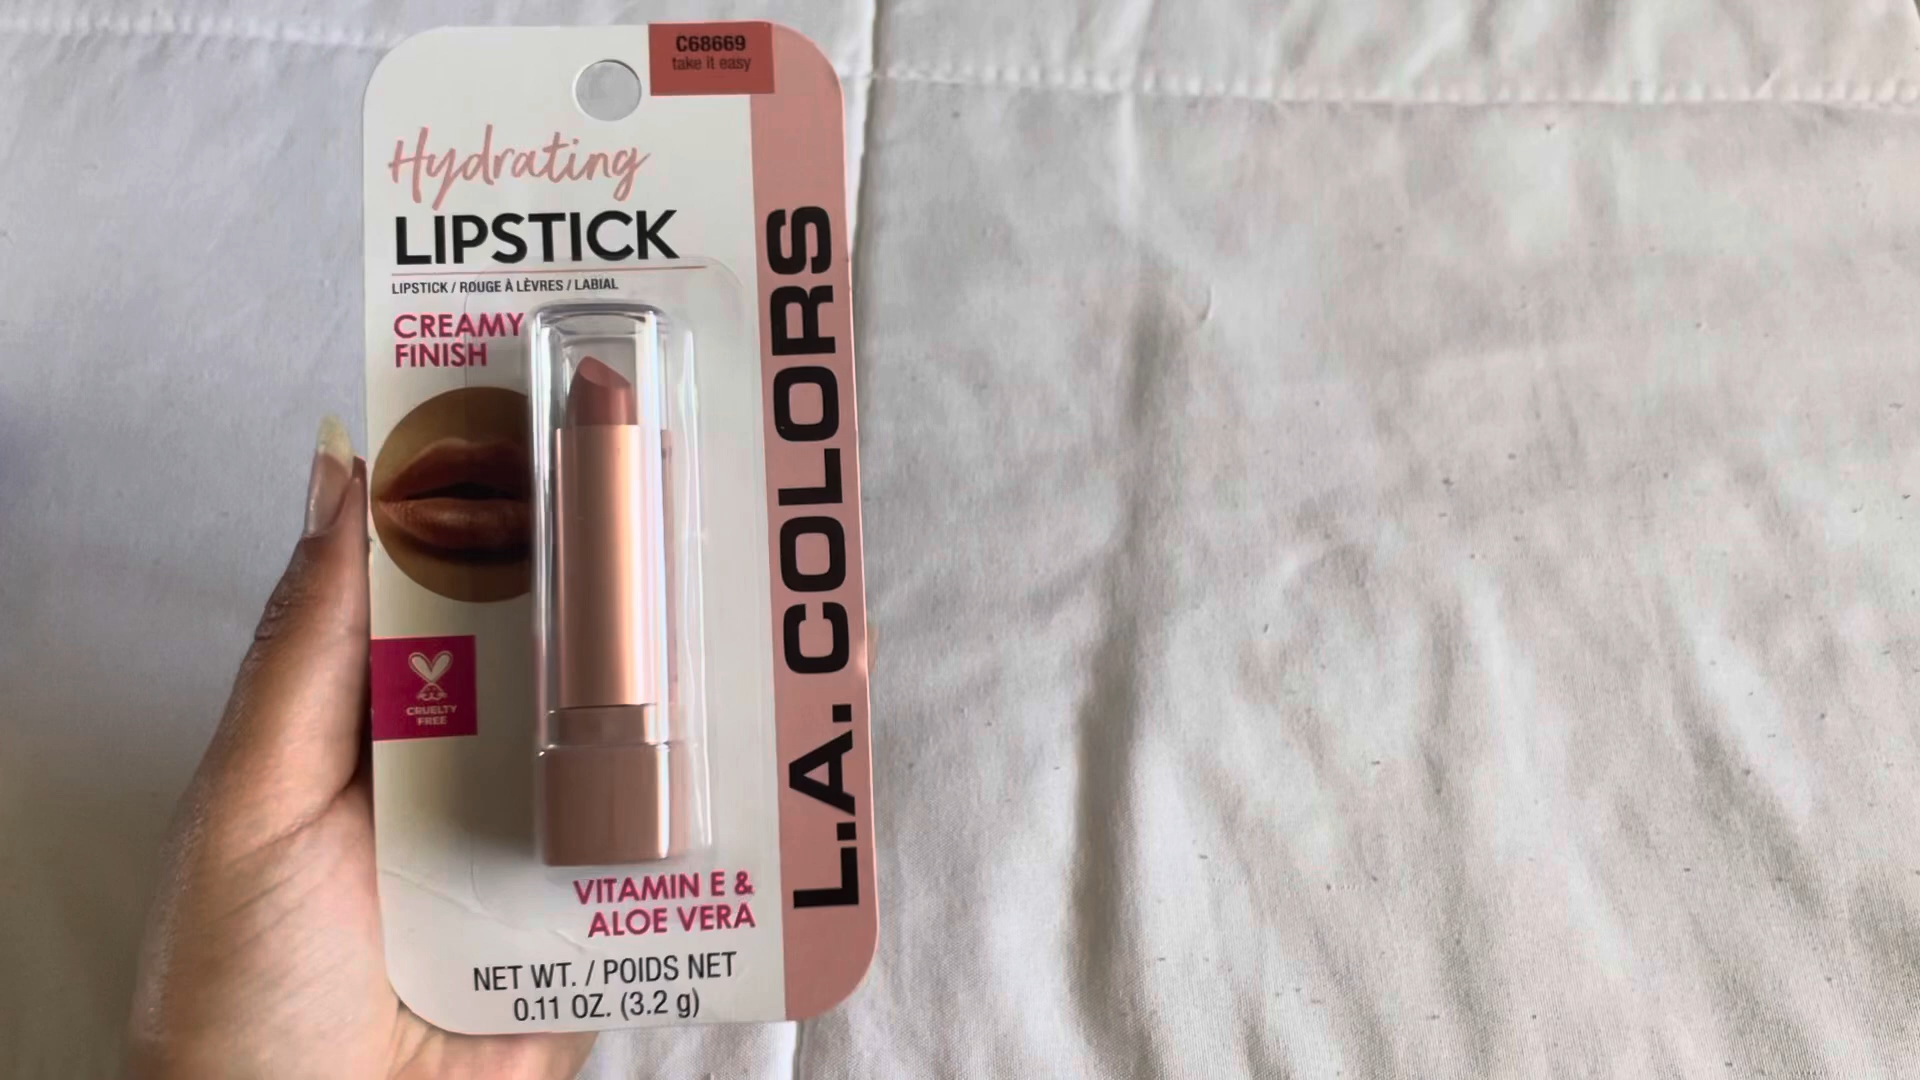 C68669
take it easy
Hydrating
LIPSTICK
LIPSTICK / ROUGE À LÈVRES / LABIAL
CREAMY
FINISH
L.A. COLORS
CRUELTY
FREE
VITAMIN E &
ALOE VERA
NET WT. / POIDS NET
0.11 OZ. (3.2 g)